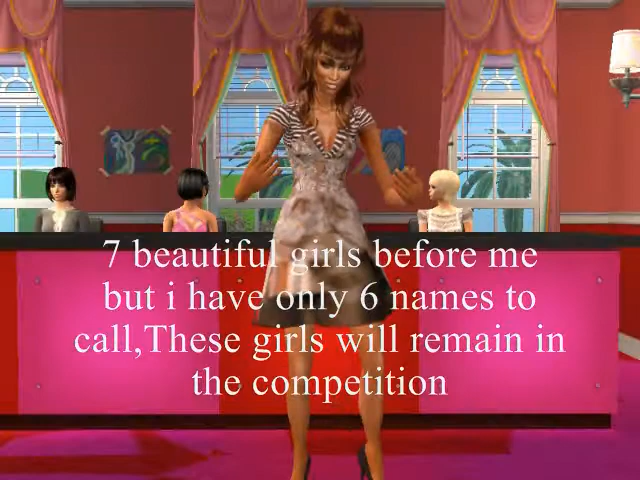 7 beautiful girls before me
but i have only 6 names to
call,These girls will remain in
the competition